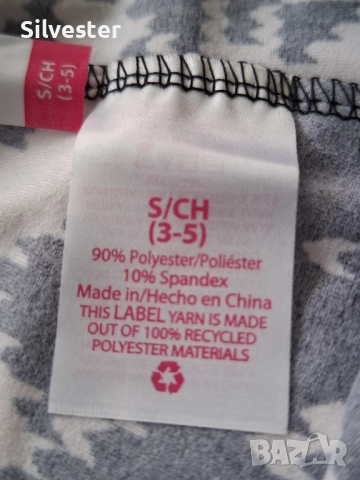 Silvester
S/CH
(3-5)
S/CH
(3-5)
90% Polyester/Poliéster
10% Spandex
Made in/Hecho en China
THIS LABEL YARN IS MADE
OUT OF 100% RECYCLED
POLYESTER MATERIALS
bazar